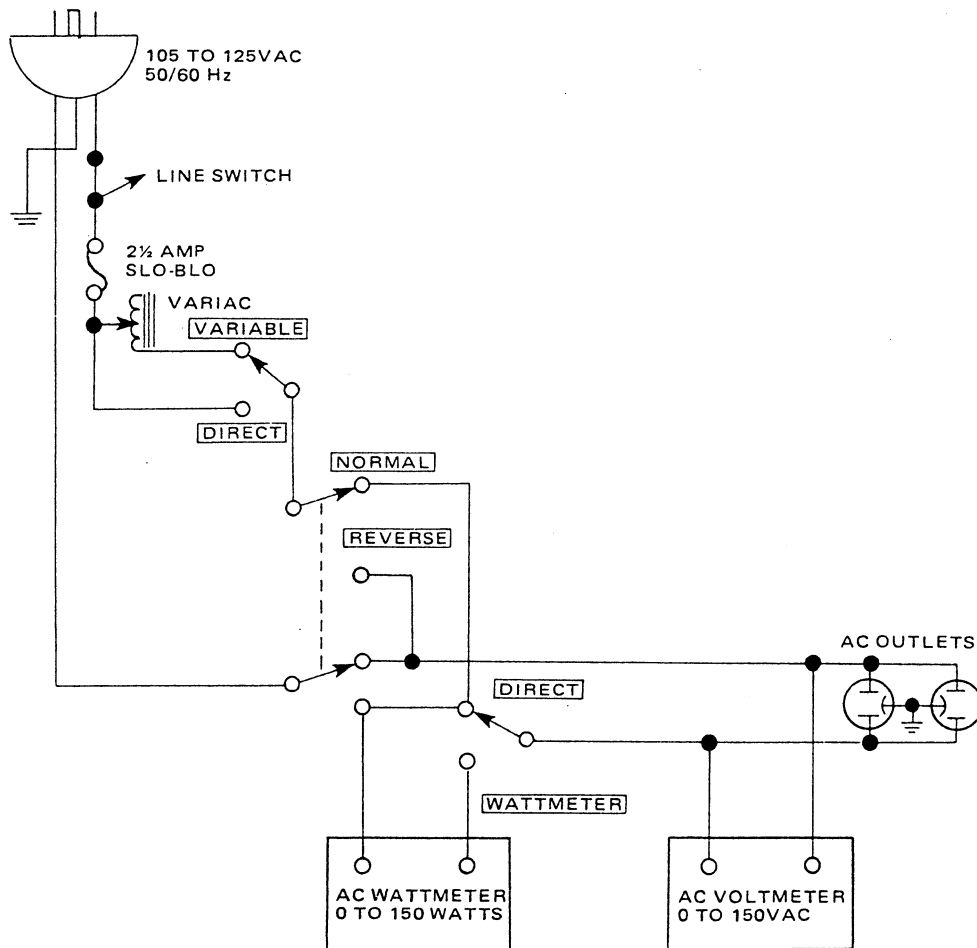 105 TO 125VAC
50/60 Hz
LINE SWITCH
2½ AMP
SLO-BLO
VARIAC
VARIABLE
DIRECT
NORMAL
REVERSE
AC OUTLETS
DIRECT
WATTMETER
AC WATTMETER
0 TO 150 WATTS
AC VOLTMETER
0 TO 150VAC